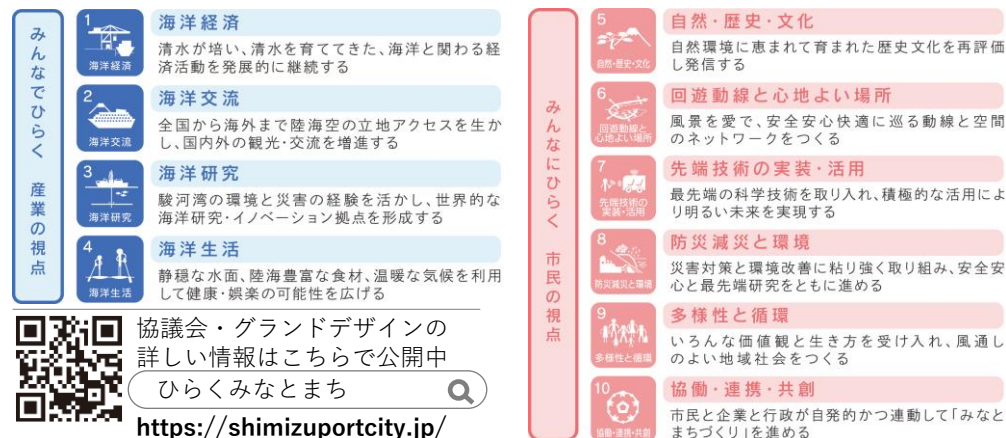 みんなでひらく 産業の視点
1
海洋経済
海洋経済
清水が培い、清水を育ててきた、海洋と関わる経
済活動を発展的に継続する
2
海洋交流
海洋交流
全国から海外まで陸海空の立地アクセスを生か
し、国内外の観光・交流を増進する
3
海洋研究
海洋研究
駿河湾の環境と災害の経験を活かし、世界的な
海洋研究・イノベーション拠点を形成する
4
海洋生活
海洋生活
静穏な水面、陸海豊富な食材、温暖な気候を利用
して健康・娯楽の可能性を広げる
協議会・グランドデザインの
詳しい情報はこちらで公開中
ひらくみなとまち
https://shimizuportcity.jp/
みんなにひらく 市民の視点
5
自然・歴史・文化
自然・歴史・文化
自然環境に恵まれて育まれた歴史文化を再評価
し発信する
6
回遊動線と
心地よい場所
回遊動線と心地よい場所
風景を愛で、安全安心快適に巡る動線と空間
のネットワークをつくる
7
先端技術の
実装・活用
先端技術の実装・活用
最先端の科学技術を取り入れ、積極的な活用によ
り明るい未来を実現する
8
防災減災と環境
防災減災と環境
災害対策と環境改善に粘り強く取り組み、安全安
心と最先端研究をともに進める
9
多様性と循環
多様性と循環
いろんな価値観と生き方を受け入れ、風通し
のよい地域社会をつくる
10
協働・連携・共創
協働・連携・共創
市民と企業と行政が自発的かつ連動して「みなと
まちづくり」を進める